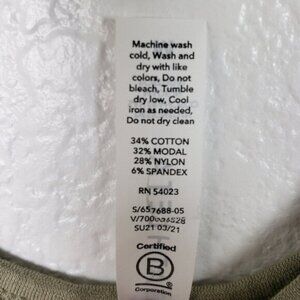 Machine wash
cold, Wash and
dry with like
colors, Do not
bleach, Tumble
dry low, Cool
iron as needed,
Do not dry clean
34% COTTON
32% MODAL
28% NYLON
6% SPANDEX
RN 54023
S/657688-05
SU21 03/21
Certified
B
Corporation